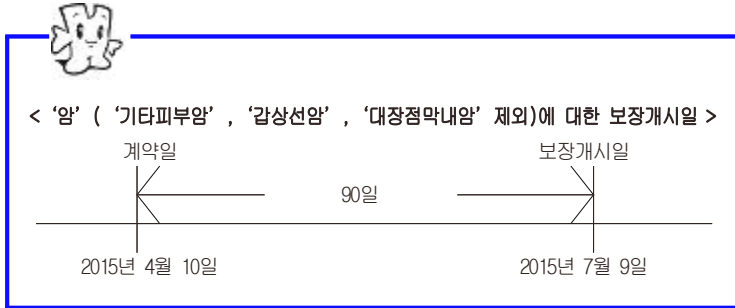 < ‘암’ ( ‘기타피부암’ , ‘갑상선암’ , ‘대장점막내암’ 제외)에 대한 보장개시일 >
계약일 보장개시일
90일
2015년 4월 10일 2015년 7월 9일